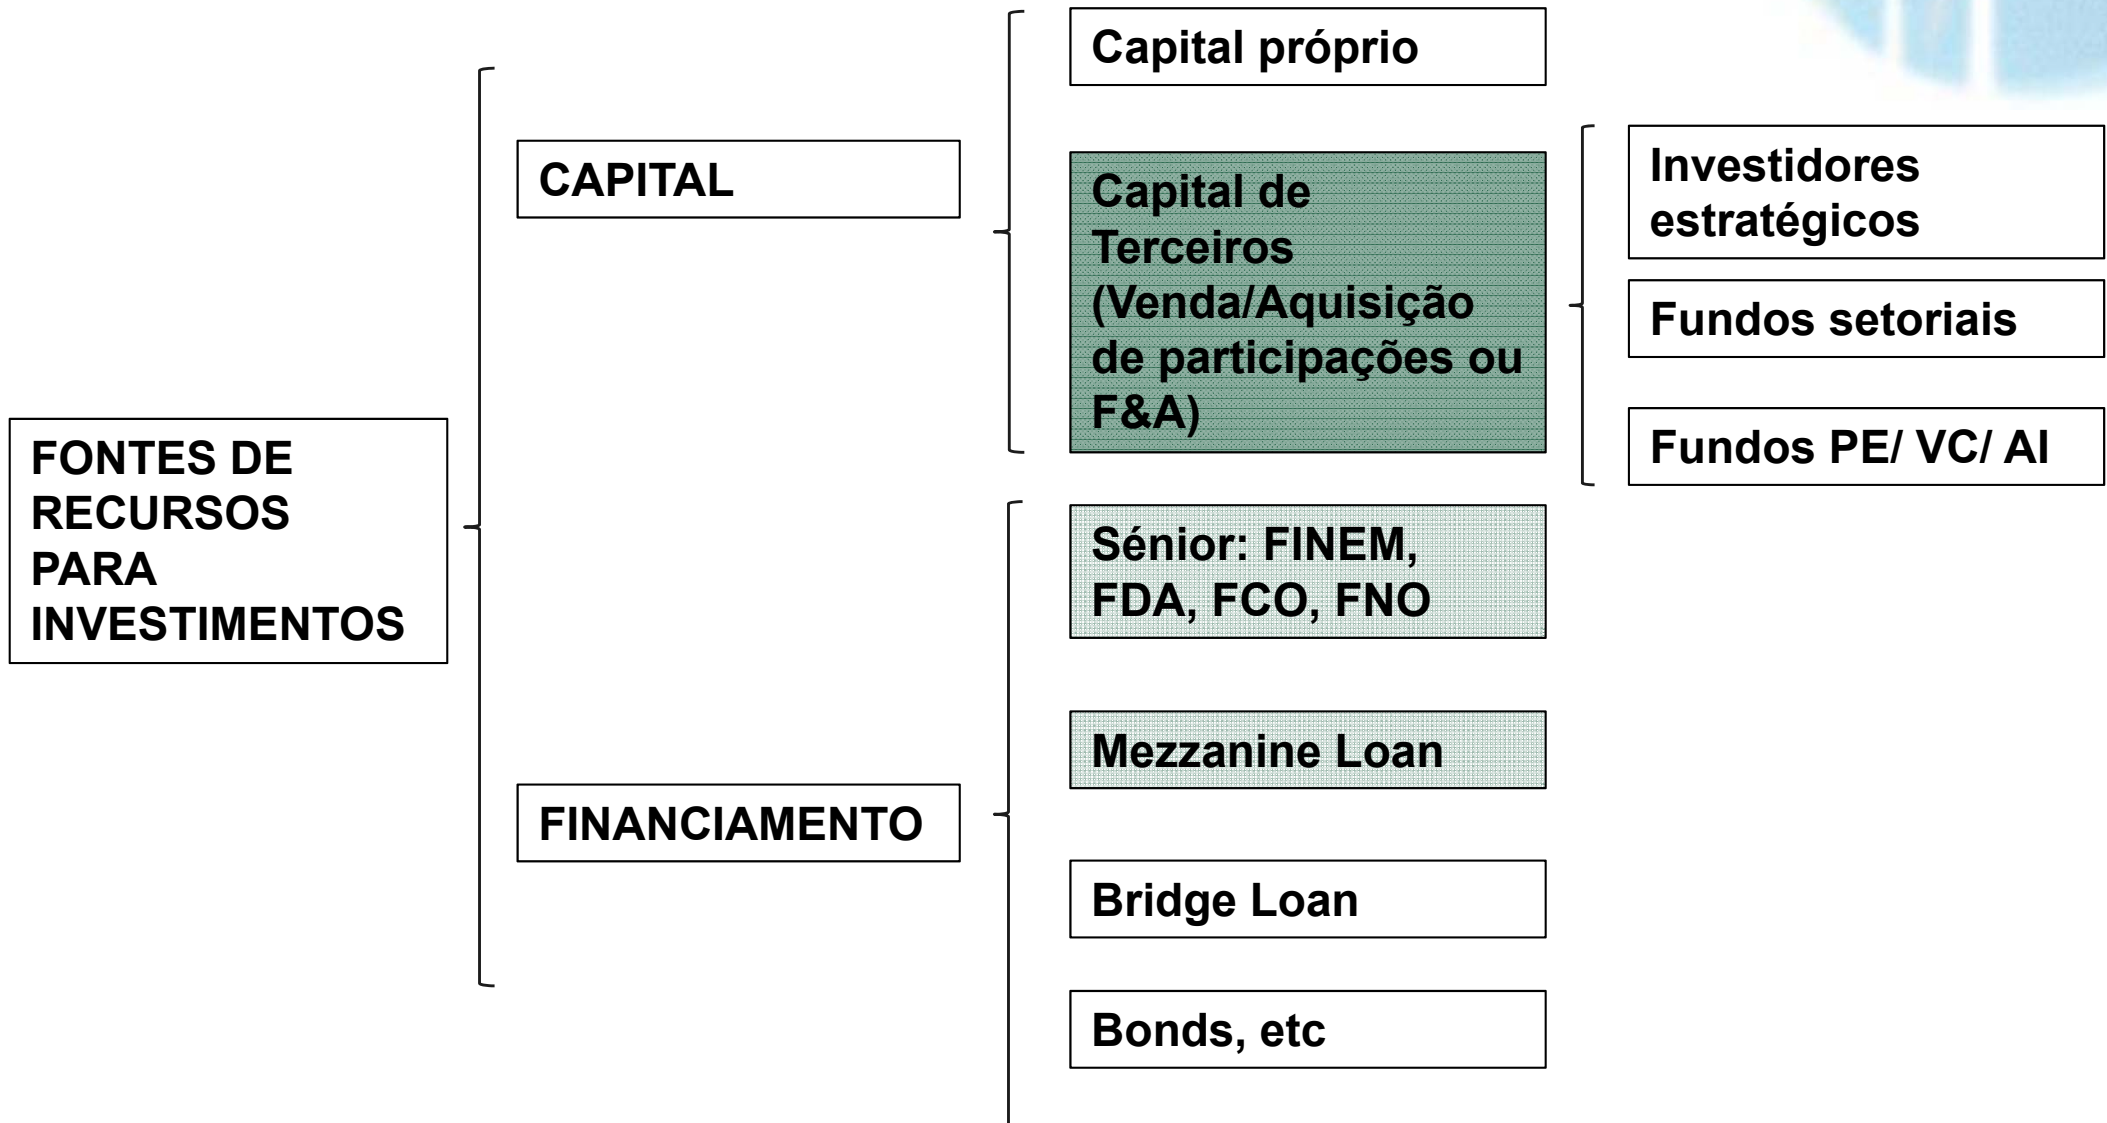 FONTES DE
RECURSOS
PARA
INVESTIMENTOS
CAPITAL
Capital próprio
Capital de
Terceiros
(Venda/Aquisição
de participações ou
F&A)
Investidores
estratégicos
Fundos setoriais
Fundos PE/ VC/ AI
FINANCIAMENTO
Sénior: FINEM,
FDA, FCO, FNO
Mezzanine Loan
Bridge Loan
Bonds, etc